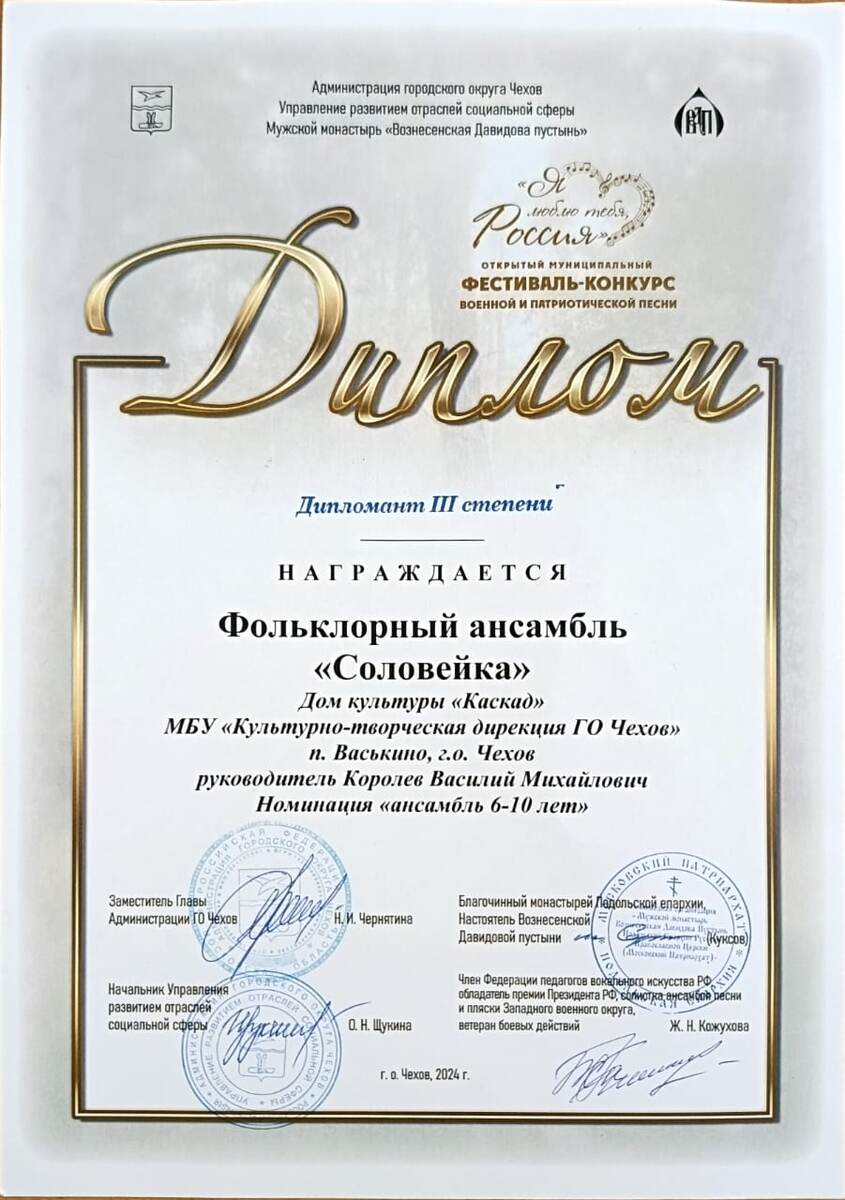 Администрация городского округа Чехов
Управление развитием отраслей социальной сферы
Мужской монастырь «Вознесенская Давидова пустынь»
ВДП
«Я
люблю тебя,
Россия»
ОТКРЫТЫЙ МУНИЦИПАЛЬНЫЙ
ФЕСТИВАЛЬ-КОНКУРС
ВОЕННОЙ И ПАТРИОТИЧЕСКОЙ ПЕСНИ
Диплом
Дипломант III степени
НАГРАЖДАЕТСЯ
Фольклорный ансамбль
«Соловейка»
Дом культуры «Каскад»
МБУ «Культурно-творческая дирекция ГО Чехов»
п. Васькино, г.о. Чехов
руководитель Королев Василий Михайлович
Номинация «ансамбль 6-10 лет»
Заместитель Главы
Администрации ГО Чехов
Н. И. Чернятина
Начальник Управления
развитием отраслей
социальной сферы
О. Н. Щукина
Благочинный монастырей Подольской епархии,
Настоятель Вознесенской
Давидовой пустыни
(Куксов)
МОСКОВСКИЙ ПАТРИАРХАТ
Член Федерации педагогов вокального искусства РФ,
обладатель премии Президента РФ, солистка ансамбля песни
и пляски Западного военного округа,
ветеран боевых действий
Ж. Н. Кожухова
г. о. Чехов, 2024 г.